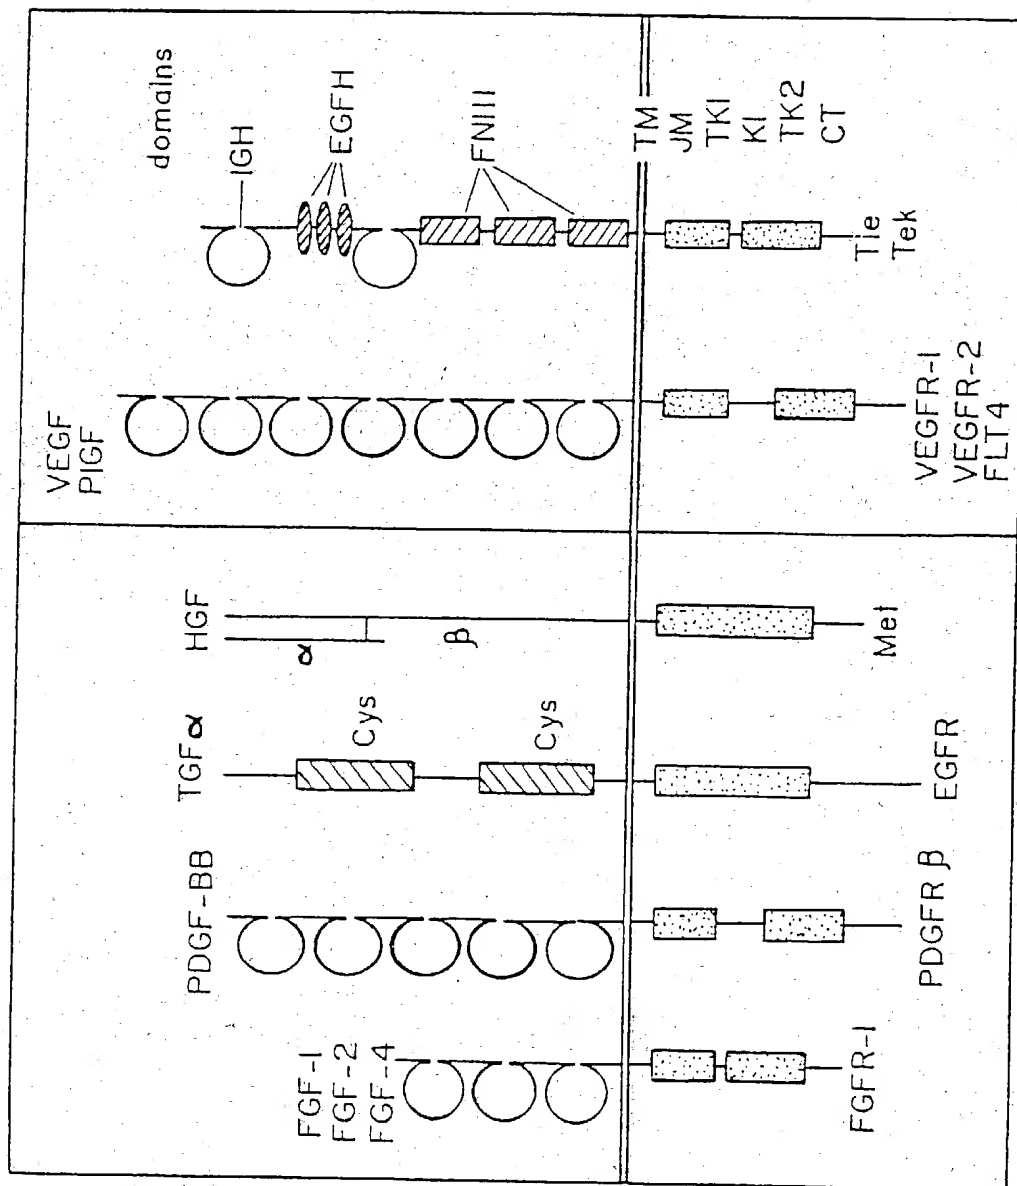 FGF-1
FGF-2
FGF-4
PDGF-BB
TGFα
HGF
VEGF
PlGF
domains
IGH
EGFH
FNIII
Cys
Cys
α
β
TM
JM
TK1
KI
TK2
CT
FGFR-1
PDGFR β
EGFR
Met
VEGFR-1
VEGFR-2
FLT4
Tie
Tek